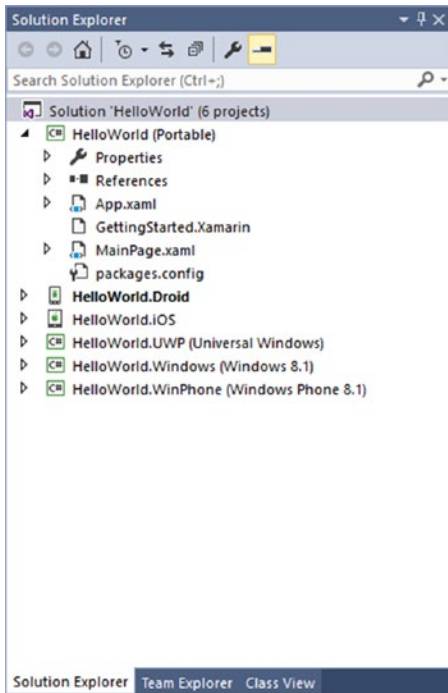 Solution Explorer
Search Solution Explorer (Ctrl+;)
Solution 'HelloWorld' (6 projects)
C# HelloWorld (Portable)
Properties
References
App.xaml
GettingStarted.Xamarin
MainPage.xaml
packages.config
HelloWorld.Droid
HelloWorld.iOS
C# HelloWorld.UWP (Universal Windows)
C# HelloWorld.Windows (Windows 8.1)
C# HelloWorld.WinPhone (Windows Phone 8.1)
Solution Explorer Team Explorer Class View